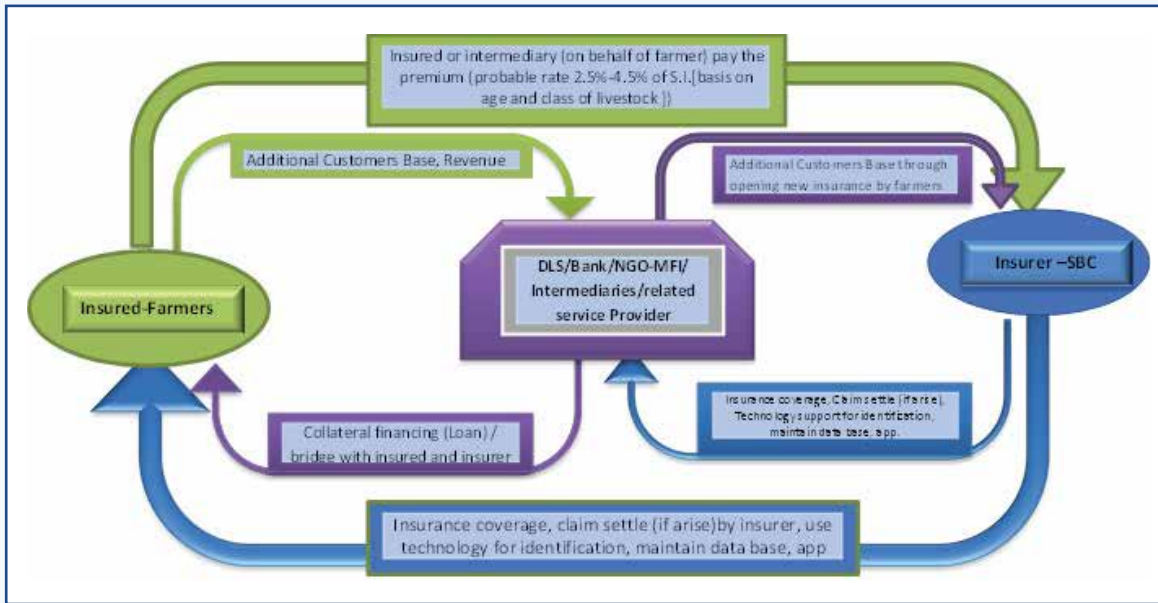 Insured or intermediary (on behalf of farmer) pay the
premium (probable rate 2.5%-4.5% of S.I.[basis on
age and class of livestock ])
Additional Customers Base, Revenue
Additional Customers Base through
opening new insurance by farmers
DLS/Bank/NGO-MFI/
Intermediaries/related
service Provider
Insurer –SBC
Insured-Farmers
Insurance coverage, Claim settle (if arise),
Technology support for identification,
maintain data base, app.
Collateral financing (Loan) /
bridge with insured and insurer
Insurance coverage, claim settle (if arise)by insurer, use
technology for identification, maintain data base, app